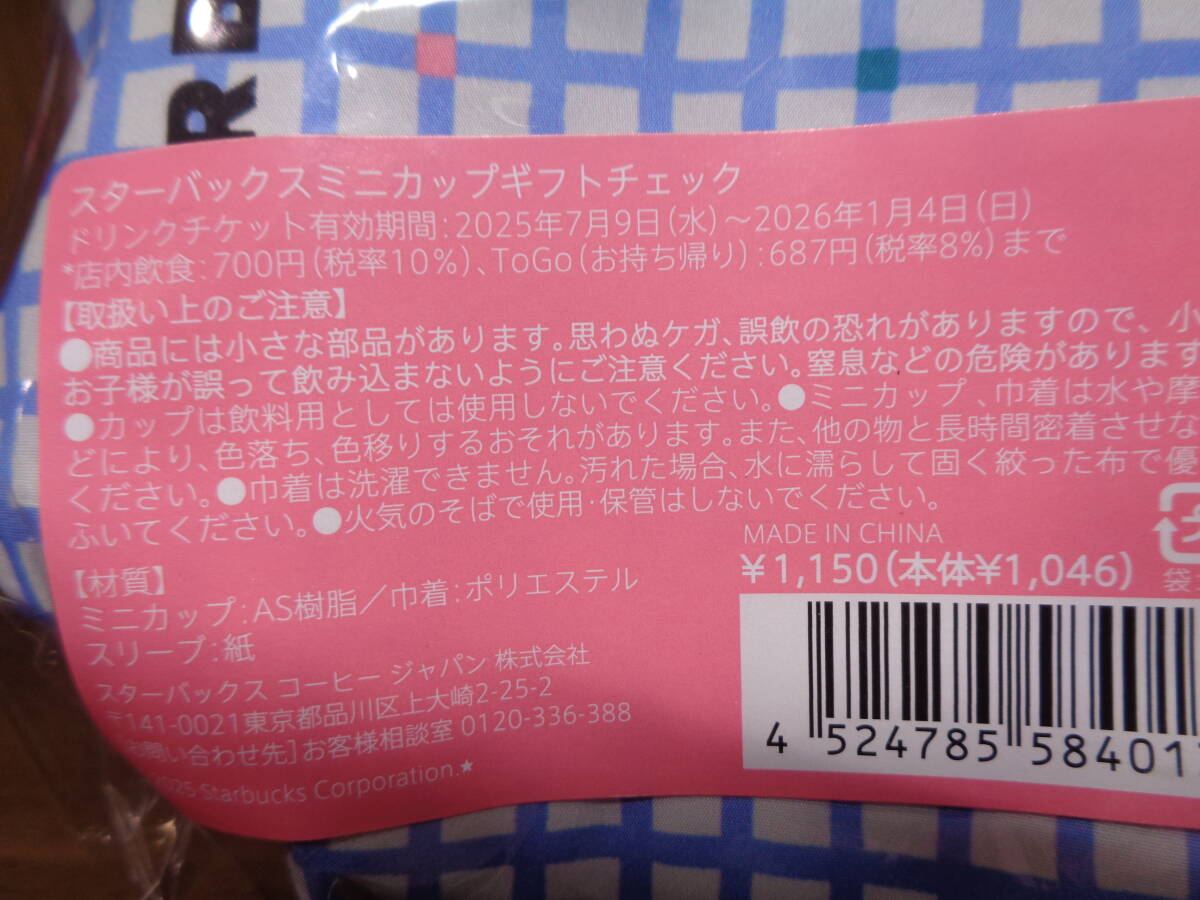 R B
スターバックスミニカップギフトチェック
ドリンクチケット有効期間:2025年7月9日(水)〜2026年1月4日(日)
*店内飲食:700円(税率10%)、ToGo(お持ち帰り):687円(税率8%)まで
【取扱い上のご注意】
●商品には小さな部品があります。思わぬケガ、誤飲の恐れがありますので、小
お子様が誤って飲み込まないようにご注意ください。窒息などの危険があります
●カップは飲料用としては使用しないでください。●ミニカップ、巾着は水や摩
どにより、色落ち、色移りするおそれがあります。また、他の物と長時間密着させな
ください。●巾着は洗濯できません。汚れた場合、水に濡らして固く絞った布で優
ふいてください。●火気のそばで使用・保管はしないでください。
MADE IN CHINA
¥1,150(本体¥1,046)
袋
【材質】
ミニカップ:AS樹脂/巾着:ポリエステル
スリーブ:紙
スターバックス コーヒー ジャパン 株式会社
〒141-0021東京都品川区上大崎2-25-2
お問い合わせ先]お客様相談室 0120-336-388
2025 Starbucks Corporation.★
4 524785 58401